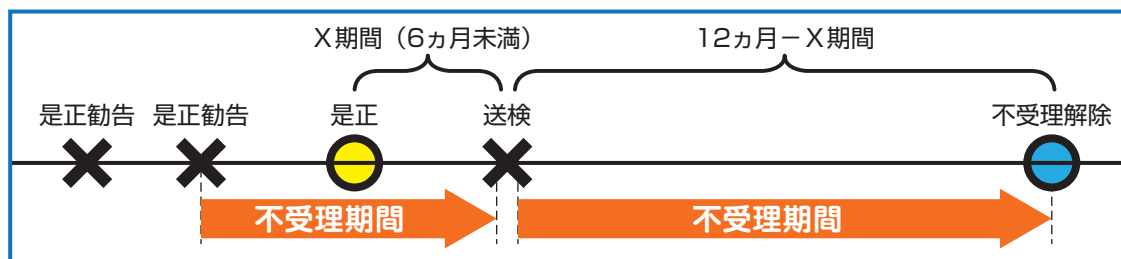 X期間（6ヵ月未満）
12ヵ月－X期間
是正勧告
是正勧告
是正
送検
不受理解除
不受理期間
不受理期間